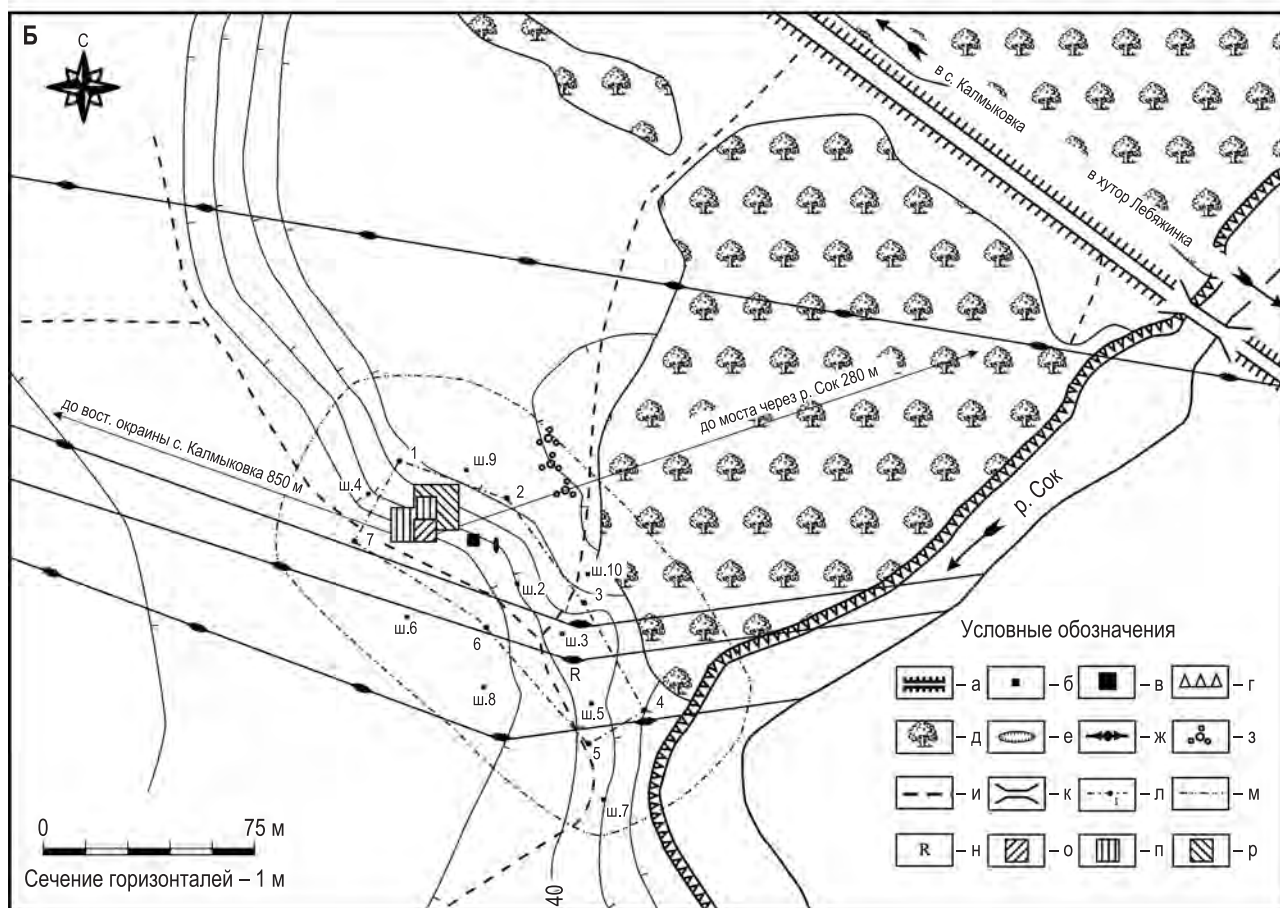 Б
С
в с. Калмыковка
в хутор Лебяжинка
до вост. окраины с. Калмыковка 850 м
до моста через р. Сок 280 м
р. Сок
1
ш.9
ш.4
2
7
ш.10
ш.2
3
ш.6
6
ш.3
R
ш.8
ш.5
4
5
ш.7
40
0 75 м
Сечение горизонталей – 1 м
Условные обозначения
– а – б – в – г
– д – е – ж – з
– и – к 1 – л – м
R – н – о – п – р